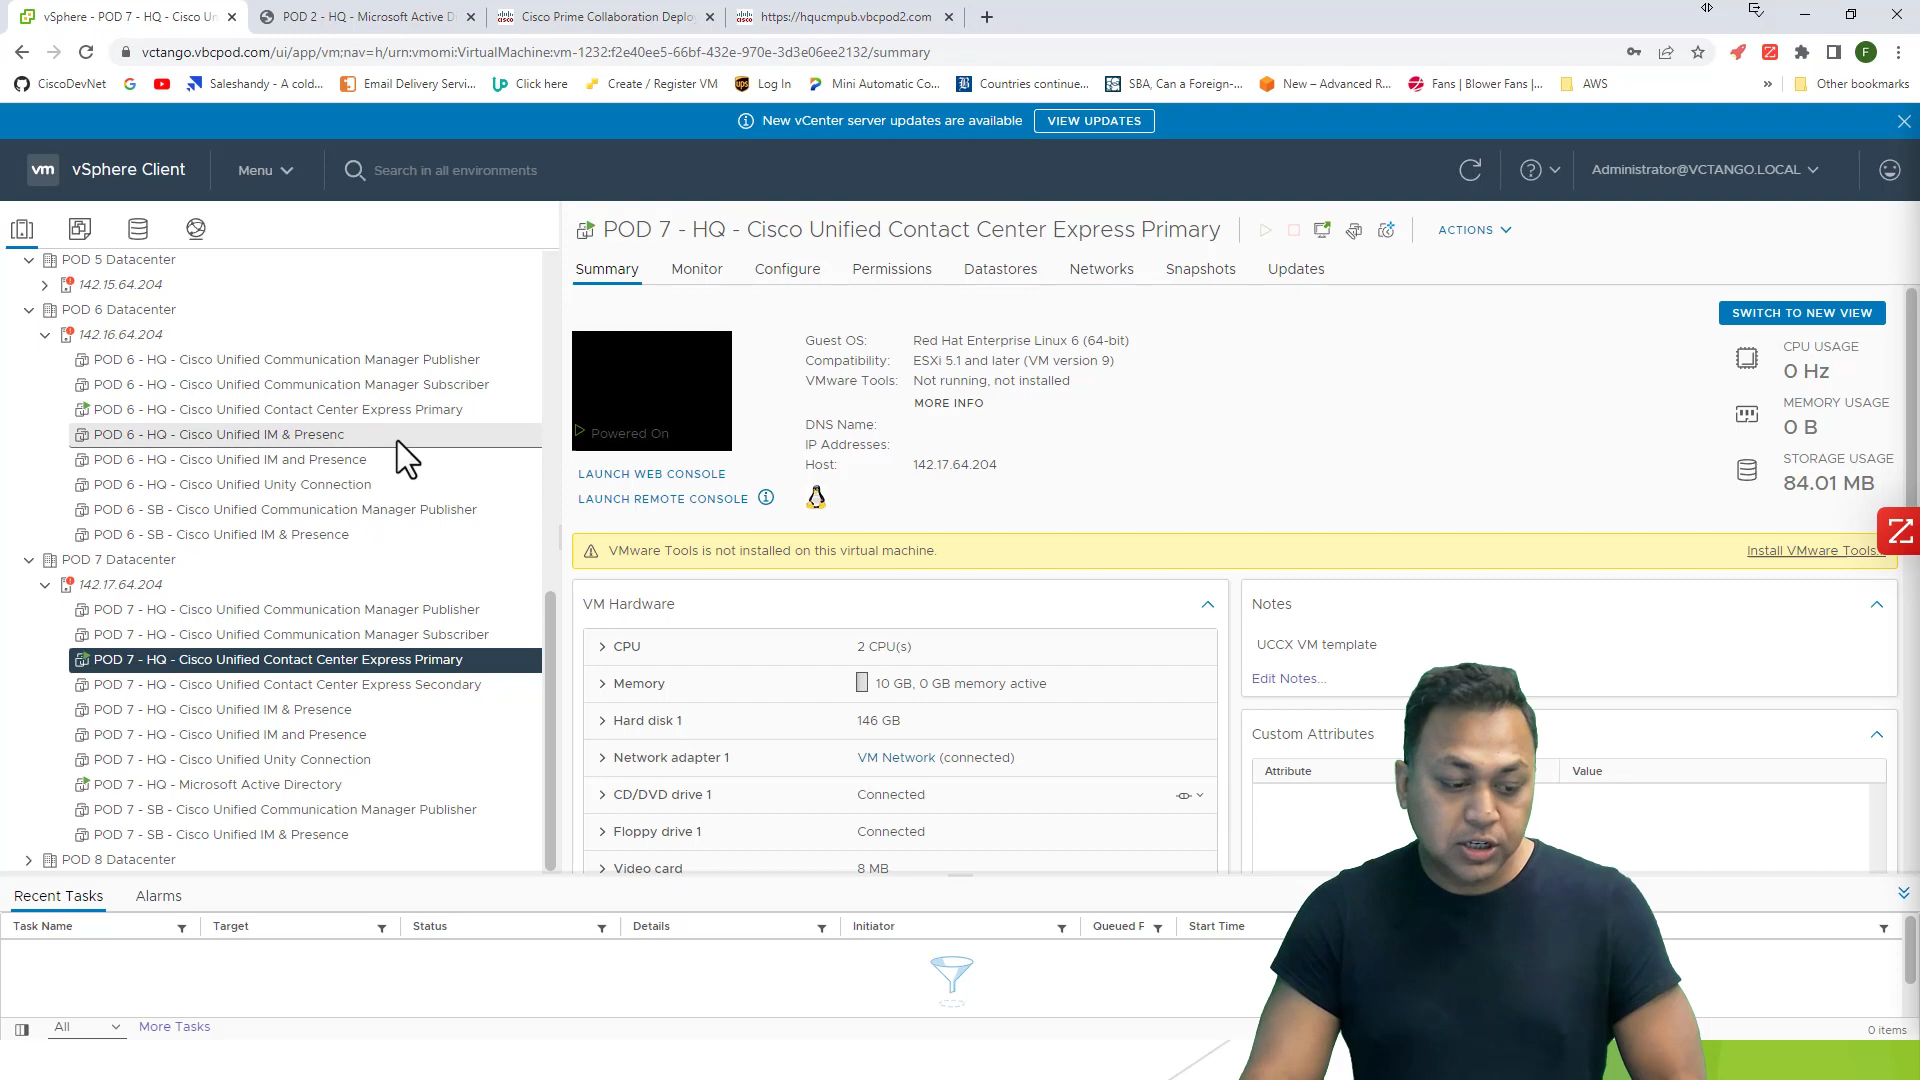 vSphere - POD 7 - HQ - Cisco Un
POD 2 - HQ - Microsoft Active D
Cisco Prime Collaboration Deplo
https://hqucmpub.vbcpod2.com
vctango.vbcpod.com/ui/app/vm;nav=h/urn:vmomi:VirtualMachine:vm-1232:f2e40ee5-66bf-432e-970e-3d3e06ee2132/summary
F
CiscoDevNet
Saleshandy - A cold...
Email Delivery Servi...
Click here
Create / Register VM
Log In
Mini Automatic Co...
Countries continue...
SBA, Can a Foreign-...
New – Advanced R...
Fans | Blower Fans |...
AWS
»
Other bookmarks
New vCenter server updates are available
VIEW UPDATES
vm
vSphere Client
Menu
Search in all environments
Administrator@VCTANGO.LOCAL
POD 5 Datacenter
142.15.64.204
POD 6 Datacenter
142.16.64.204
POD 6 - HQ - Cisco Unified Communication Manager Publisher
POD 6 - HQ - Cisco Unified Communication Manager Subscriber
POD 6 - HQ - Cisco Unified Contact Center Express Primary
POD 6 - HQ - Cisco Unified IM & Presenc
POD 6 - HQ - Cisco Unified IM and Presence
POD 6 - HQ - Cisco Unified Unity Connection
POD 6 - SB - Cisco Unified Communication Manager Publisher
POD 6 - SB - Cisco Unified IM & Presence
POD 7 Datacenter
142.17.64.204
POD 7 - HQ - Cisco Unified Communication Manager Publisher
POD 7 - HQ - Cisco Unified Communication Manager Subscriber
POD 7 - HQ - Cisco Unified Contact Center Express Primary
POD 7 - HQ - Cisco Unified Contact Center Express Secondary
POD 7 - HQ - Cisco Unified IM & Presence
POD 7 - HQ - Cisco Unified IM and Presence
POD 7 - HQ - Cisco Unified Unity Connection
POD 7 - HQ - Microsoft Active Directory
POD 7 - SB - Cisco Unified Communication Manager Publisher
POD 7 - SB - Cisco Unified IM & Presence
POD 8 Datacenter
POD 7 - HQ - Cisco Unified Contact Center Express Primary
ACTIONS
Summary
Monitor
Configure
Permissions
Datastores
Networks
Snapshots
Updates
SWITCH TO NEW VIEW
Powered On
LAUNCH WEB CONSOLE
LAUNCH REMOTE CONSOLE
Guest OS: Red Hat Enterprise Linux 6 (64-bit)
Compatibility: ESXi 5.1 and later (VM version 9)
VMware Tools: Not running, not installed
MORE INFO
DNS Name:
IP Addresses:
Host: 142.17.64.204
CPU USAGE
0 Hz
MEMORY USAGE
0 B
STORAGE USAGE
84.01 MB
VMware Tools is not installed on this virtual machine.
Install VMware Tools...
VM Hardware
CPU 2 CPU(s)
Memory 10 GB, 0 GB memory active
Hard disk 1 146 GB
Network adapter 1 VM Network (connected)
CD/DVD drive 1 Connected
Floppy drive 1 Connected
Video card 8 MB
Notes
UCCX VM template
Edit Notes...
Custom Attributes
Attribute Value
Recent Tasks Alarms
Task Name Target Status Details Initiator Queued F Start Time
All More Tasks
0 items